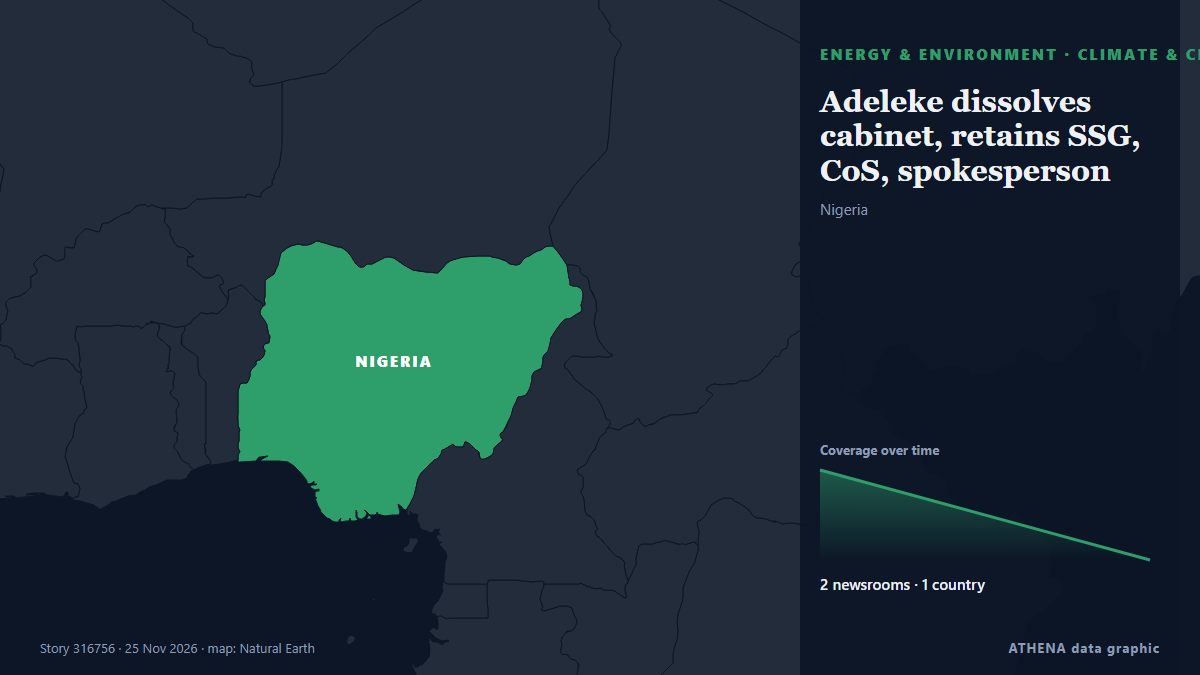 ENERGY & ENVIRONMENT · CLIMATE &
Adeleke dissolves
cabinet, retains SSG,
CoS, spokesperson
Nigeria
NIGERIA
Coverage over time
2 newsrooms · 1 country
Story 316756 · 25 Nov 2026 · map: Natural Earth
ATHENA data graphic